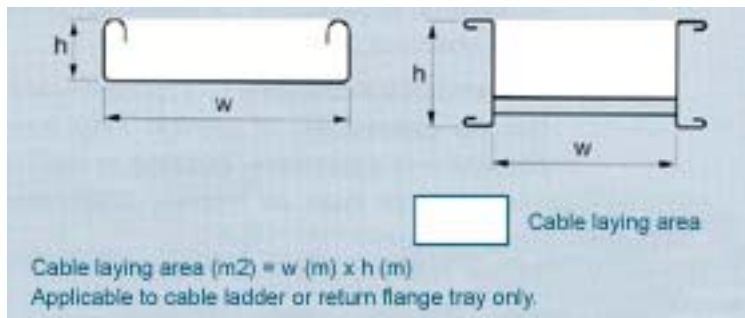 h
w
h
w
Cable laying area
Cable laying area (m2) = w (m) x h (m)
Applicable to cable ladder or return flange tray only.